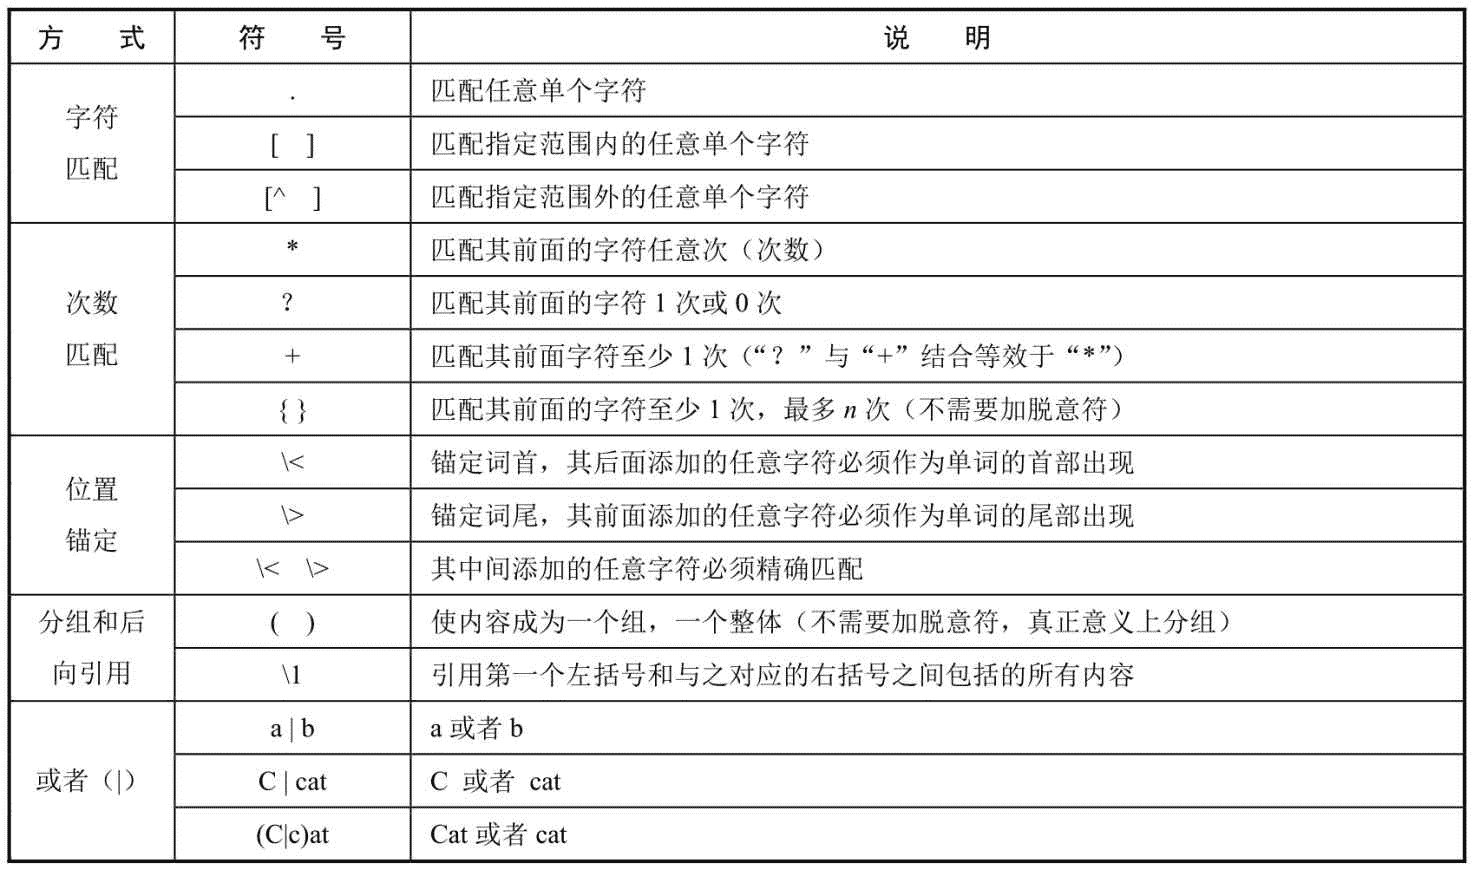 方 式 符 号 说 明
字符
匹配
. 匹配任意单个字符
[ ] 匹配指定范围内的任意单个字符
[^ ] 匹配指定范围外的任意单个字符
次数
匹配
* 匹配其前面的字符任意次（次数）
? 匹配其前面的字符 1 次或 0 次
+ 匹配其前面字符至少 1 次（“？”与“+”结合等效于“*”）
{ } 匹配其前面的字符至少 1 次，最多 n 次（不需要加脱意符）
位置
锚定
\< 锚定词首，其后面添加的任意字符必须作为单词的首部出现
\> 锚定词尾，其前面添加的任意字符必须作为单词的尾部出现
\< \> 其中间添加的任意字符必须精确匹配
分组和后
向引用
( ) 使内容成为一个组，一个整体（不需要加脱意符，真正意义上分组）
\1 引用第一个左括号和与之对应的右括号之间包括的所有内容
或者（|）
a | b a 或者 b
C | cat C 或者 cat
(C|c)at Cat 或者 cat